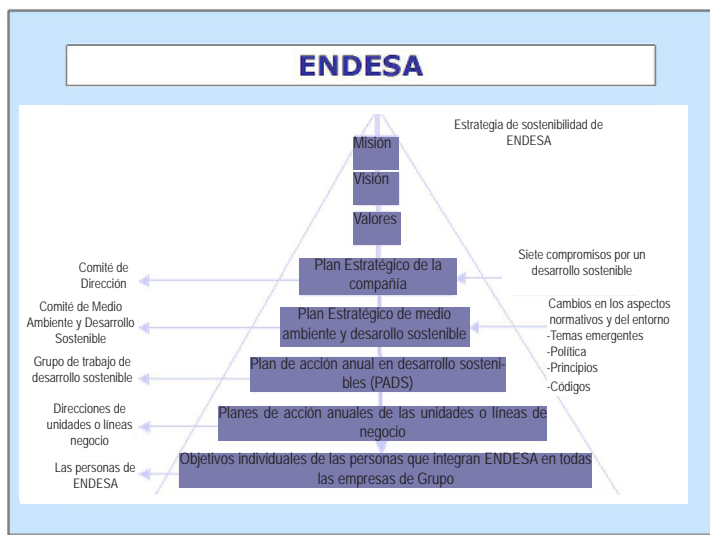 ENDESA
Estrategia de sostenibilidad de
ENDESA
Misión
Visión
Valores
Plan Estratégico de la
compañía
Siete compromisos por un
desarrollo sostenible
Comité de
Dirección
Plan Estratégico de medio
ambiente y desarollo sostenible
Cambios en los aspectos
normativos y del entorno
-Temas emergentes
-Política
-Principios
-Códigos
Comité de Medio
Ambiente y Desarrollo
Sostenible
Plan de acción anual en desarrollo sosteni-
bles (PADS)
Grupo de trabajo de
desarrollo sostenible
Planes de acción anuales de las unidades o líneas de
negocio
Direcciones de
unidades o líneas
negocio
Objetivos individuales de las personas que integran ENDESA en todas
las empresas de Grupo
Las personas de
ENDESA